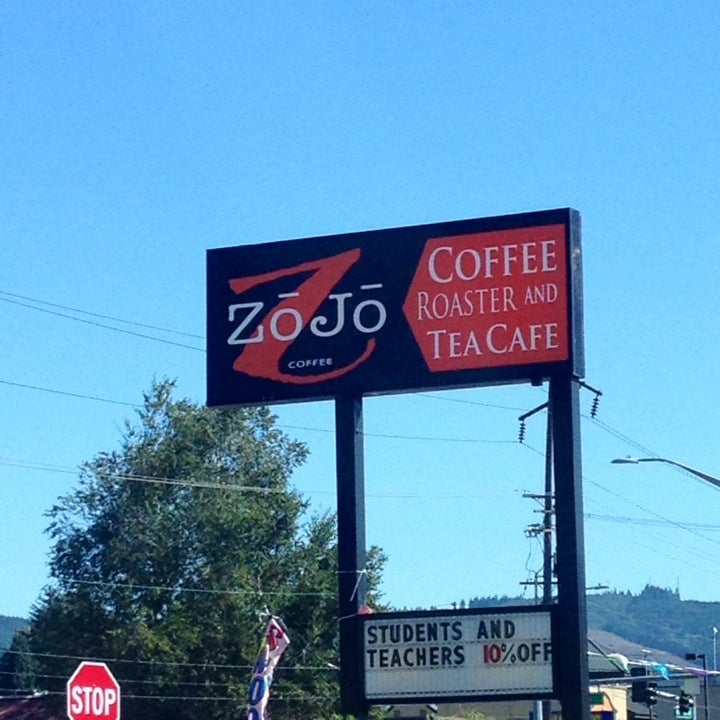 ZōJō
COFFEE
COFFEE
ROASTER AND
TEA CAFE
STUDENTS AND
TEACHERS 10%OFF
STOP